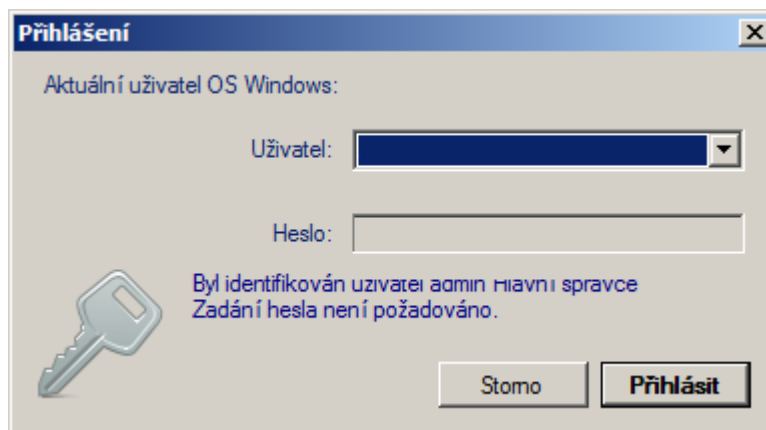 Přihlášení
Aktuální uživatel OS Windows:
Uživatel:
Heslo:
Byl identifikován uživatel admin Hlavní správce
Zadání hesla není požadováno.
Storno
Přihlásit